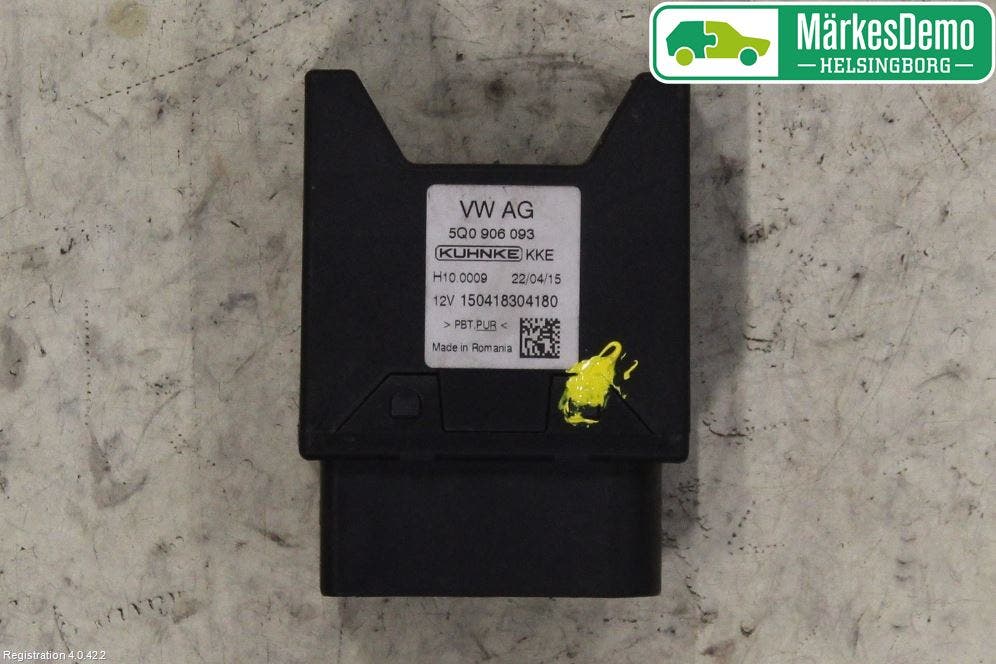 MärkesDemo
HELSINGBORG
VW AG
5Q0 906 093
KUHNKE KKE
H10.0009 22/04/15
12V 150418304180
> PBT.PUR <
Made in Romania
Registration 4.0.42.2